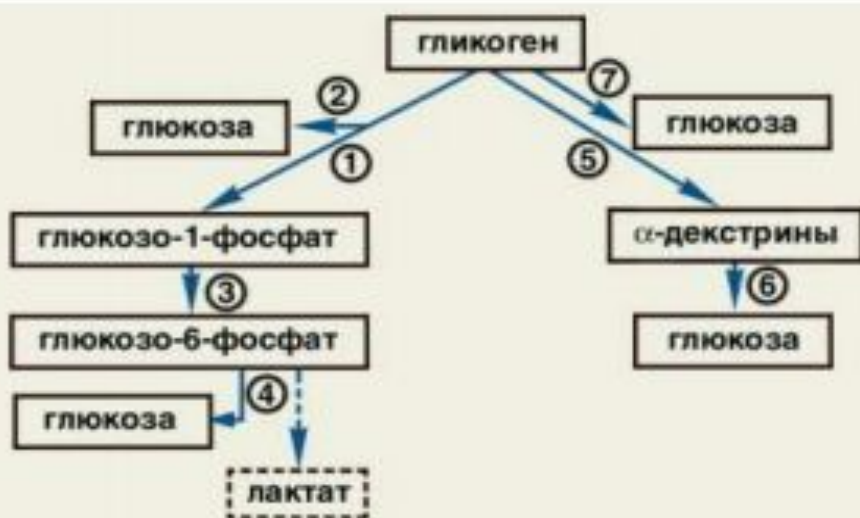 гликоген
⑦
②
глюкоза
глюкоза
①
⑤
глюкозо-1-фосфат
α-декстрины
③
⑥
глюкозо-6-фосфат
глюкоза
④
глюкоза
лактат